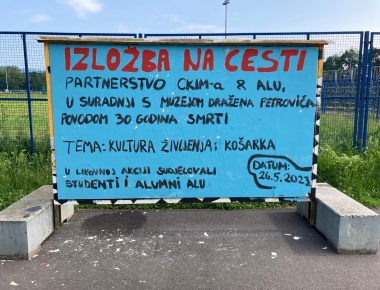 IZLOŽBA NA CESTI
PARTNERSTVO CKIM-a & ALU,
U SURADNJI S MUZEJOM DRAŽENA PETROVIĆA,
POVODOM 30 GODINA SMRTI
TEMA: KULTURA ŽIVLJENJA: KOŠARKA
U LIKOVNOJ AKCIJI SUDJELOVALI
STUDENTI I ALUMNI ALU
DATUM:
26.5.2023